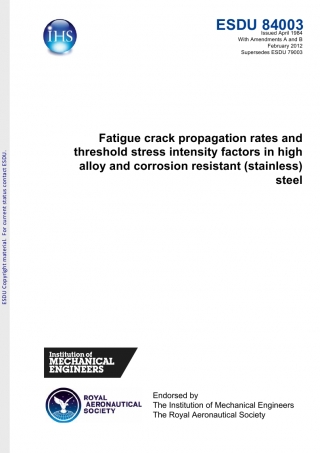 IHS
ESDU 84003
Issued April 1984
With Amendments A and B
February 2012
Supersedes ESDU 79003
ESDU Copyright material. For current status contact ESDU.
Fatigue crack propagation rates and
threshold stress intensity factors in high
alloy and corrosion resistant (stainless)
steel
Institution of
MECHANICAL
ENGINEERS
ROYAL
AERONAUTICAL
SOCIETY
Endorsed by
The Institution of Mechanical Engineers
The Royal Aeronautical Society